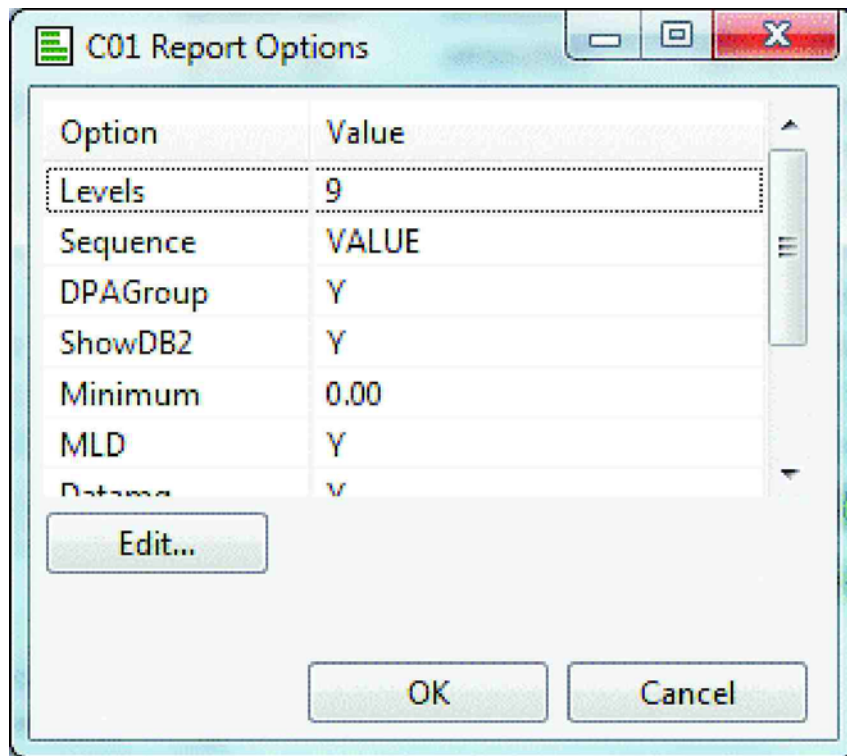 C01 Report Options
Option Value
Levels 9
Sequence VALUE
DPAGroup Y
ShowDB2 Y
Minimum 0.00
MLD Y
Edit...
OK Cancel